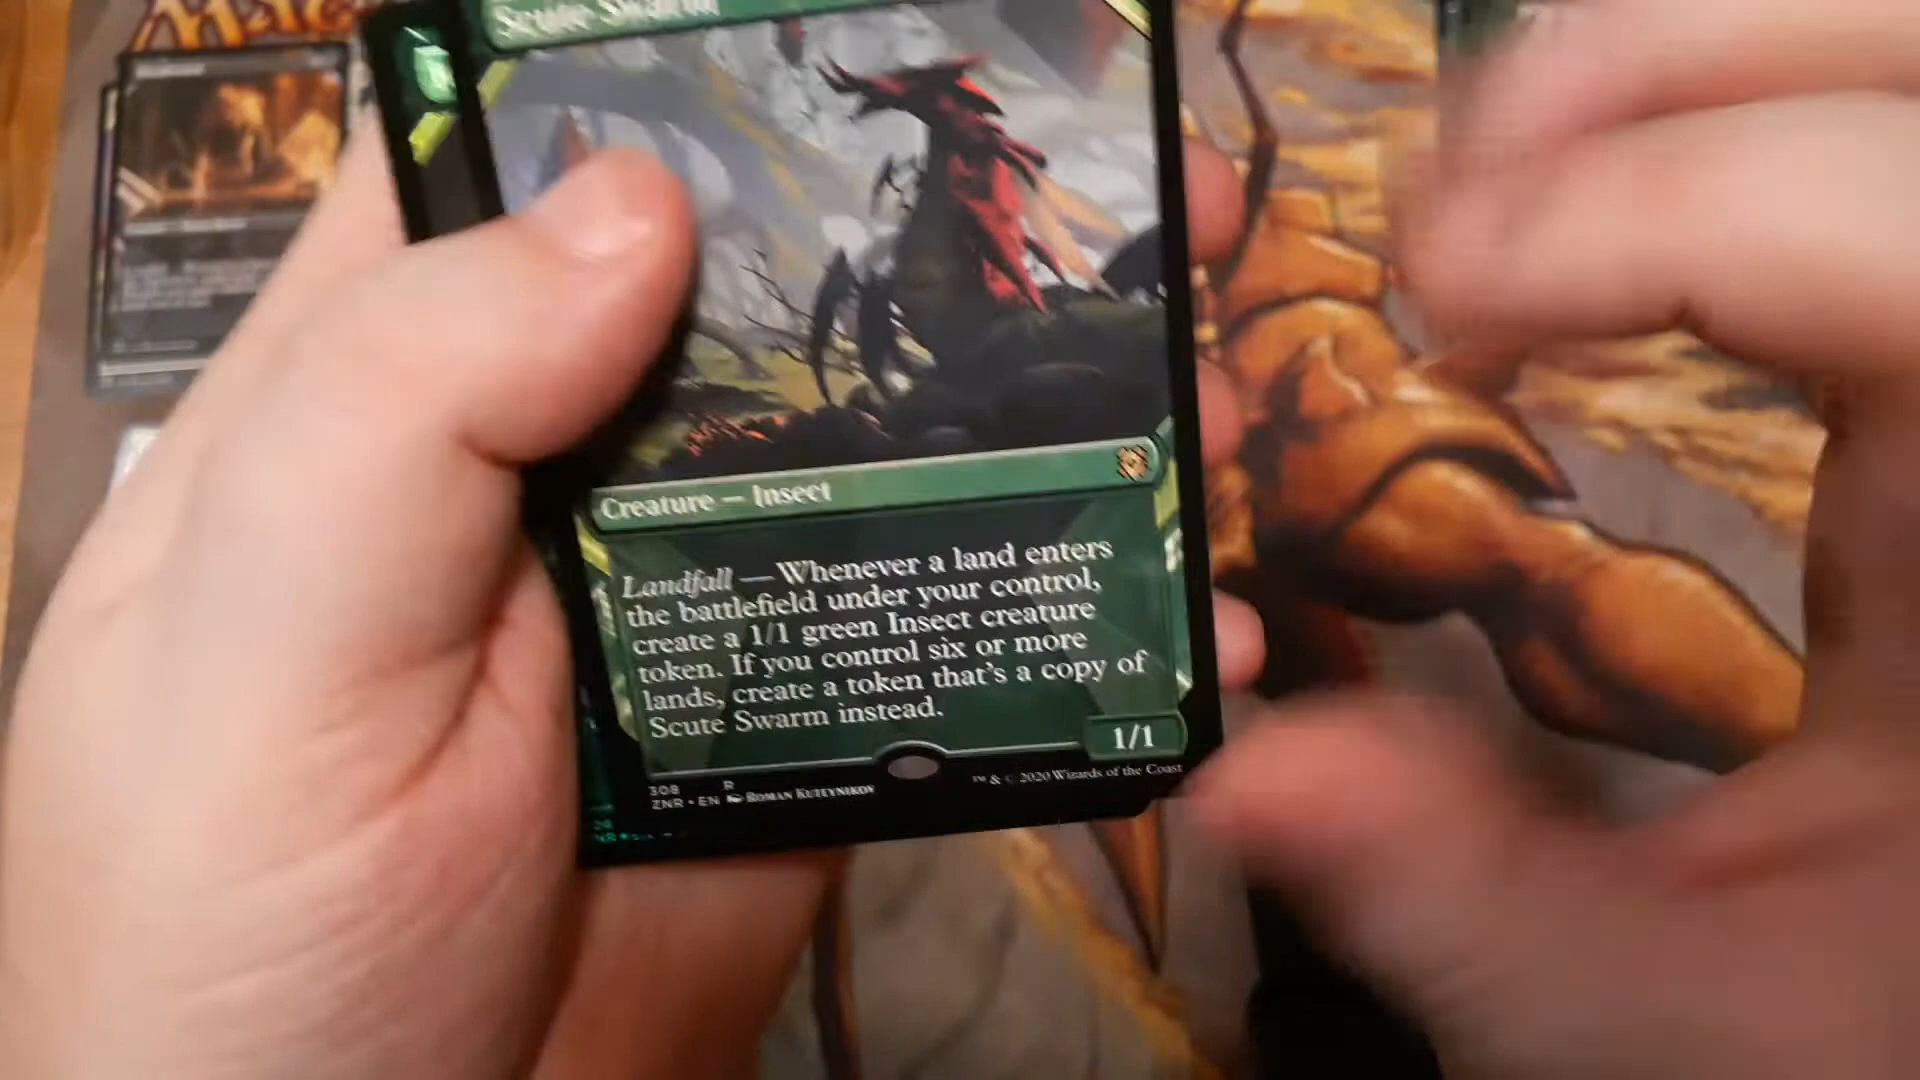 Scute Swarm
Creature — Insect
Landfall — Whenever a land enters
the battlefield under your control,
create a 1/1 green Insect creature
token. If you control six or more
lands, create a token that's a copy of
Scute Swarm instead.
1/1
308 R
ZNR • EN ROMAN KUTEYNIKOV
™ & © 2020 Wizards of the Coast